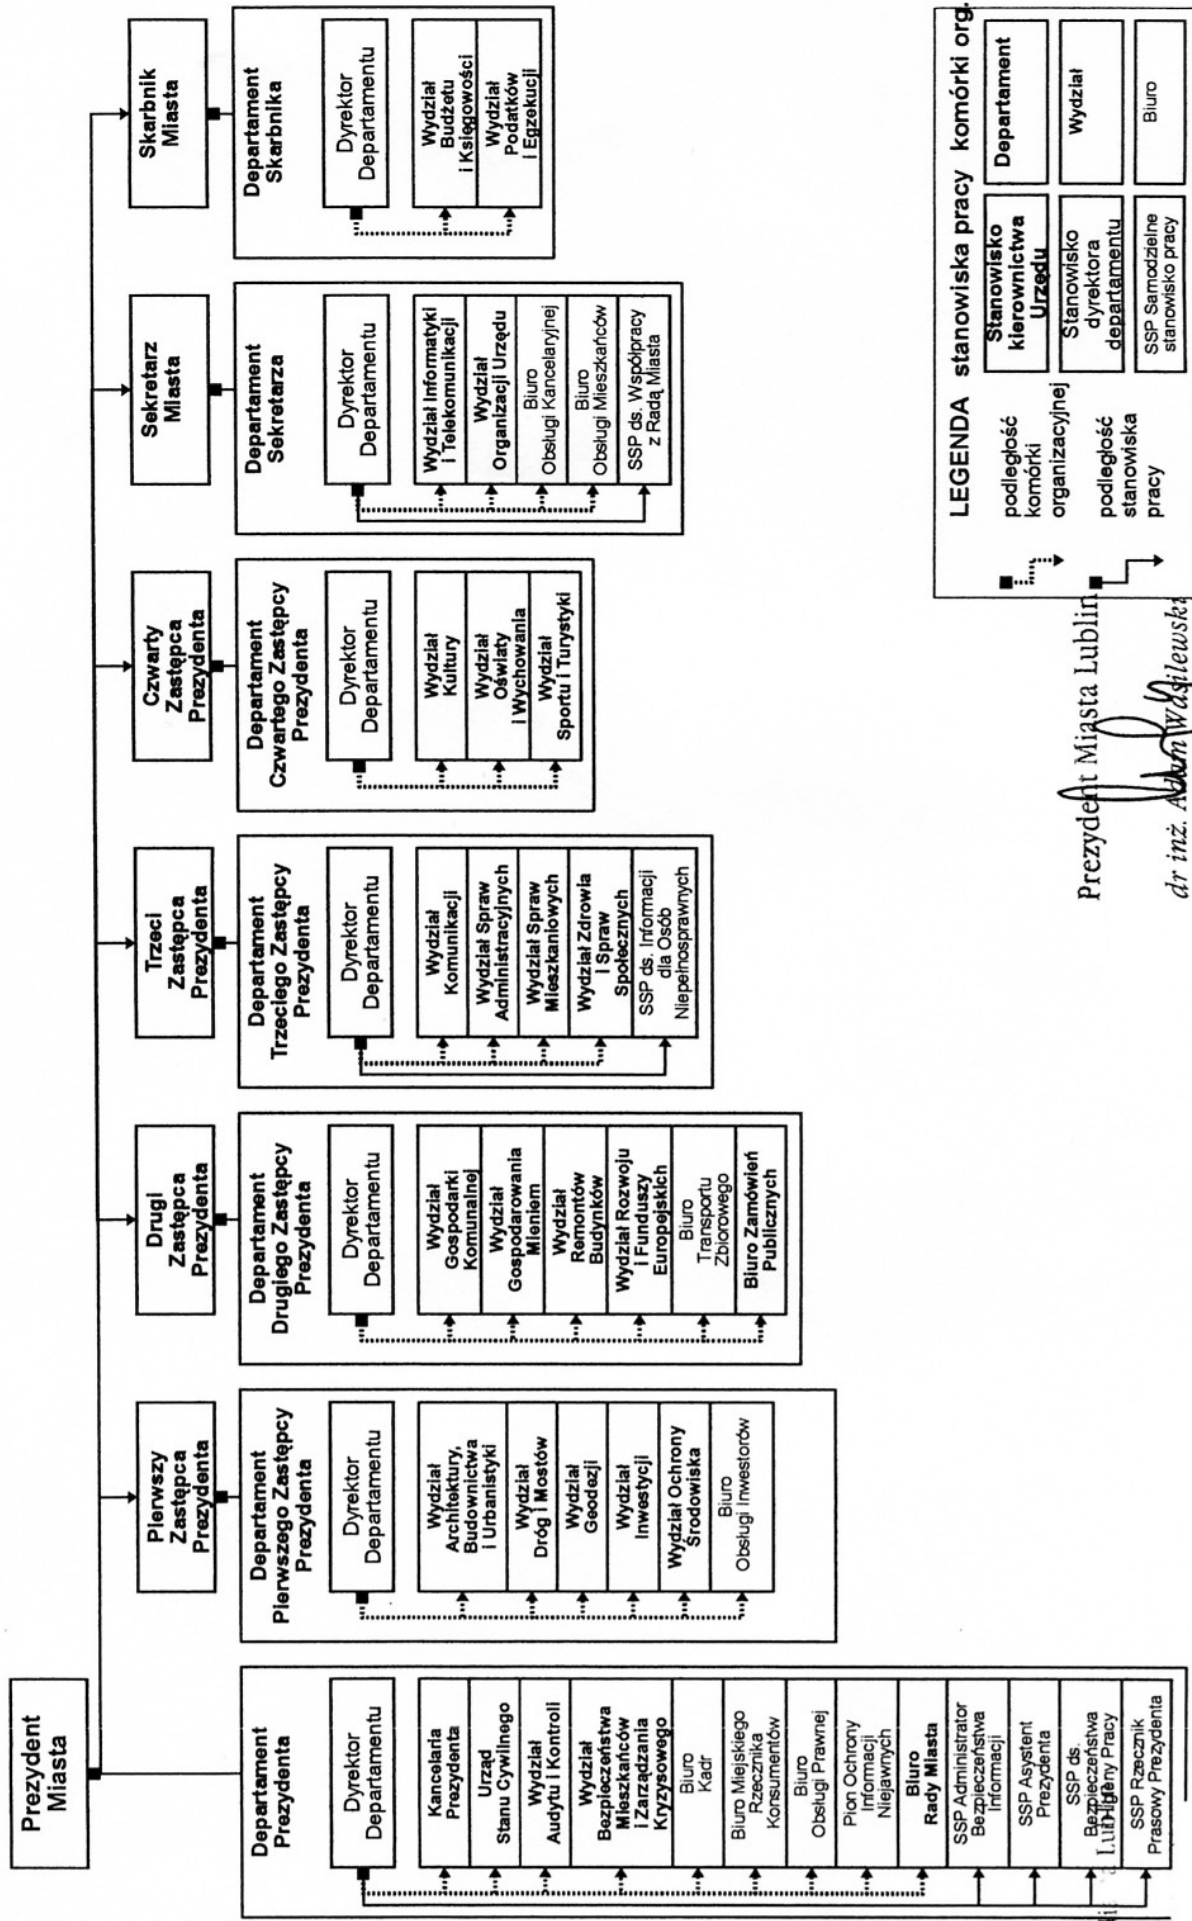 Prezydent
Miasta
Departament
Prezydenta
Dyrektor
Departamentu
Kancelaria
Prezydenta
Urząd
Stanu Cywilnego
Wydział
Audytu i Kontroli
Wydział
Bezpieczeństwa
Mieszkańców
i Zarządzania
Kryzysowego
Biuro
Kadr
Biuro Miejskiego
Rzecznika
Konsumentów
Biuro
Obsługi Prawnej
Pion Ochrony
Informacji
Niejawnych
Biuro
Rady Miasta
SSP Administrator
Bezpieczeństwa
Informacji
SSP Asystent
Prezydenta
SSP ds.
Bezpieczeństwa
i Higieny Pracy
SSP Rzecznik
Prasowy Prezydenta
Pierwszy
Zastępca
Prezydenta
Departament
Pierwszego Zastępcy
Prezydenta
Dyrektor
Departamentu
Wydział
Architektury,
Budownictwa
i Urbanistyki
Wydział
Dróg i Mostów
Wydział
Geodezji
Wydział
Inwestycji
Wydział Ochrony
Środowiska
Biuro
Obsługi Inwestorów
Drugi
Zastępca
Prezydenta
Departament
Drugiego Zastępcy
Prezydenta
Dyrektor
Departamentu
Wydział
Gospodarki
Komunalnej
Wydział
Gospodarowania
Mieniem
Wydział
Remontów
Budynków
Wydział Rozwoju
i Funduszy
Europejskich
Biuro
Transportu
Zbiorowego
Biuro Zamówień
Publicznych
Trzeci
Zastępca
Prezydenta
Departament
Trzeciego Zastępcy
Prezydenta
Dyrektor
Departamentu
Wydział
Komunikacji
Wydział Spraw
Administracyjnych
Wydział Spraw
Mieszkaniowych
Wydział Zdrowia
i Spraw
Społecznych
SSP ds. Informacji
dla Osób
Niepełnosprawnych
Czwarty
Zastępca
Prezydenta
Departament
Czwartego Zastępcy
Prezydenta
Dyrektor
Departamentu
Wydział
Kultury
Wydział
Oświaty
i Wychowania
Wydział
Sportu i Turystyki
Sekretarz
Miasta
Departament
Sekretarza
Dyrektor
Departamentu
Wydział Informatyki
i Telekomunikacji
Wydział
Organizacji Urzędu
Biuro
Obsługi Kancelaryjnej
Biuro
Obsługi Mieszkańców
SSP ds. Współpracy
z Radą Miasta
Skarbnik
Miasta
Departament
Skarbnika
Dyrektor
Departamentu
Wydział
Budżetu
i Księgowości
Wydział
Podatków
i Egzekucji
Prezydent Miasta Lublin
dr inż. Adam Wasilewski
LEGENDA stanowiska pracy komórki org.
podległość
komórki
organizacyjnej
podległość
stanowiska
pracy
Stanowisko
kierownictwa
Urzędu
Departament
Stanowisko
dyrektora
departamentu
Wydział
SSP Samodzielne
stanowisko pracy
Biuro